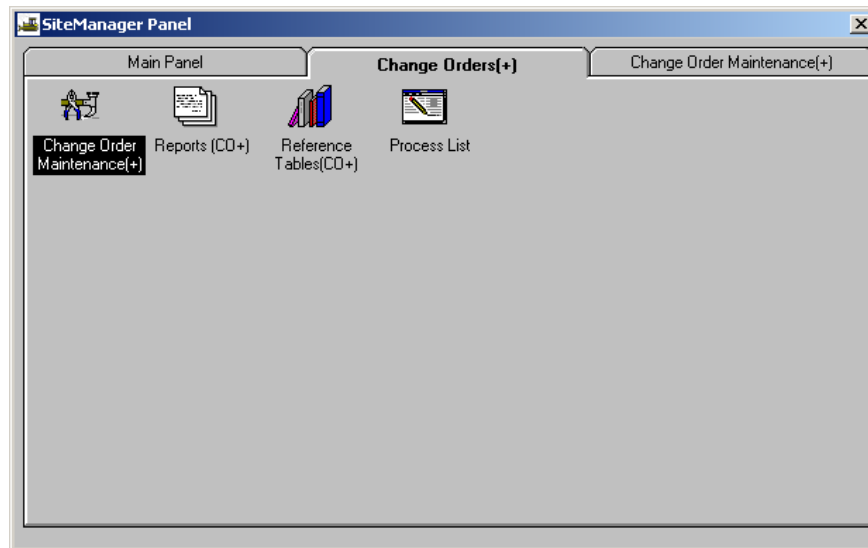 SiteManager Panel
Main Panel
Change Orders(+)
Change Order Maintenance(+)
Change Order
Maintenance(+)
Reports (CO+)
Reference
Tables(CO+)
Process List